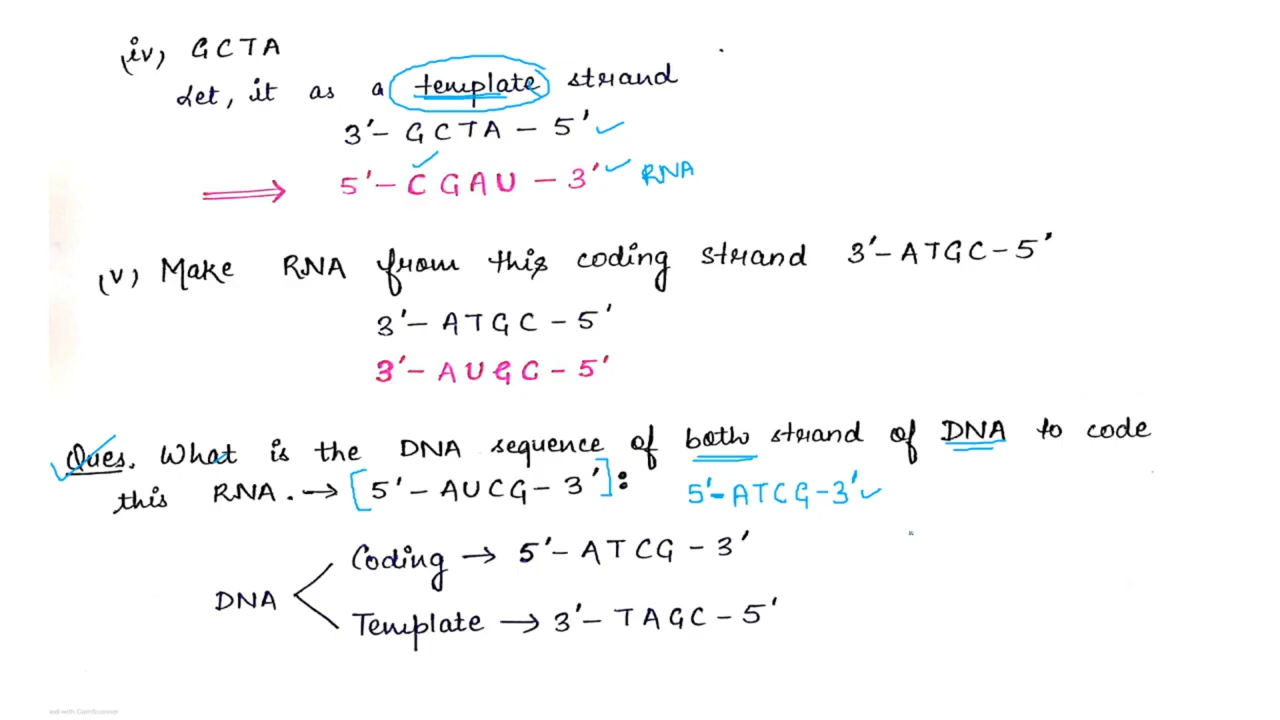 (iv) GCTA
Let, it as a template strand
3'- GCTA - 5'
⟹ 5'- CGAU - 3' RNA
(v) Make RNA from this coding strand 3'- ATGC - 5'
3'- ATGC - 5'
3'- AUGC - 5'
Ques. What is the DNA sequence of both strand of DNA to code
this RNA. → [5'- AUCG - 3']: 5'- ATCG - 3'
Coding → 5'- ATCG - 3'
DNA
Template → 3'- TAGC - 5'
ed with CamScanner